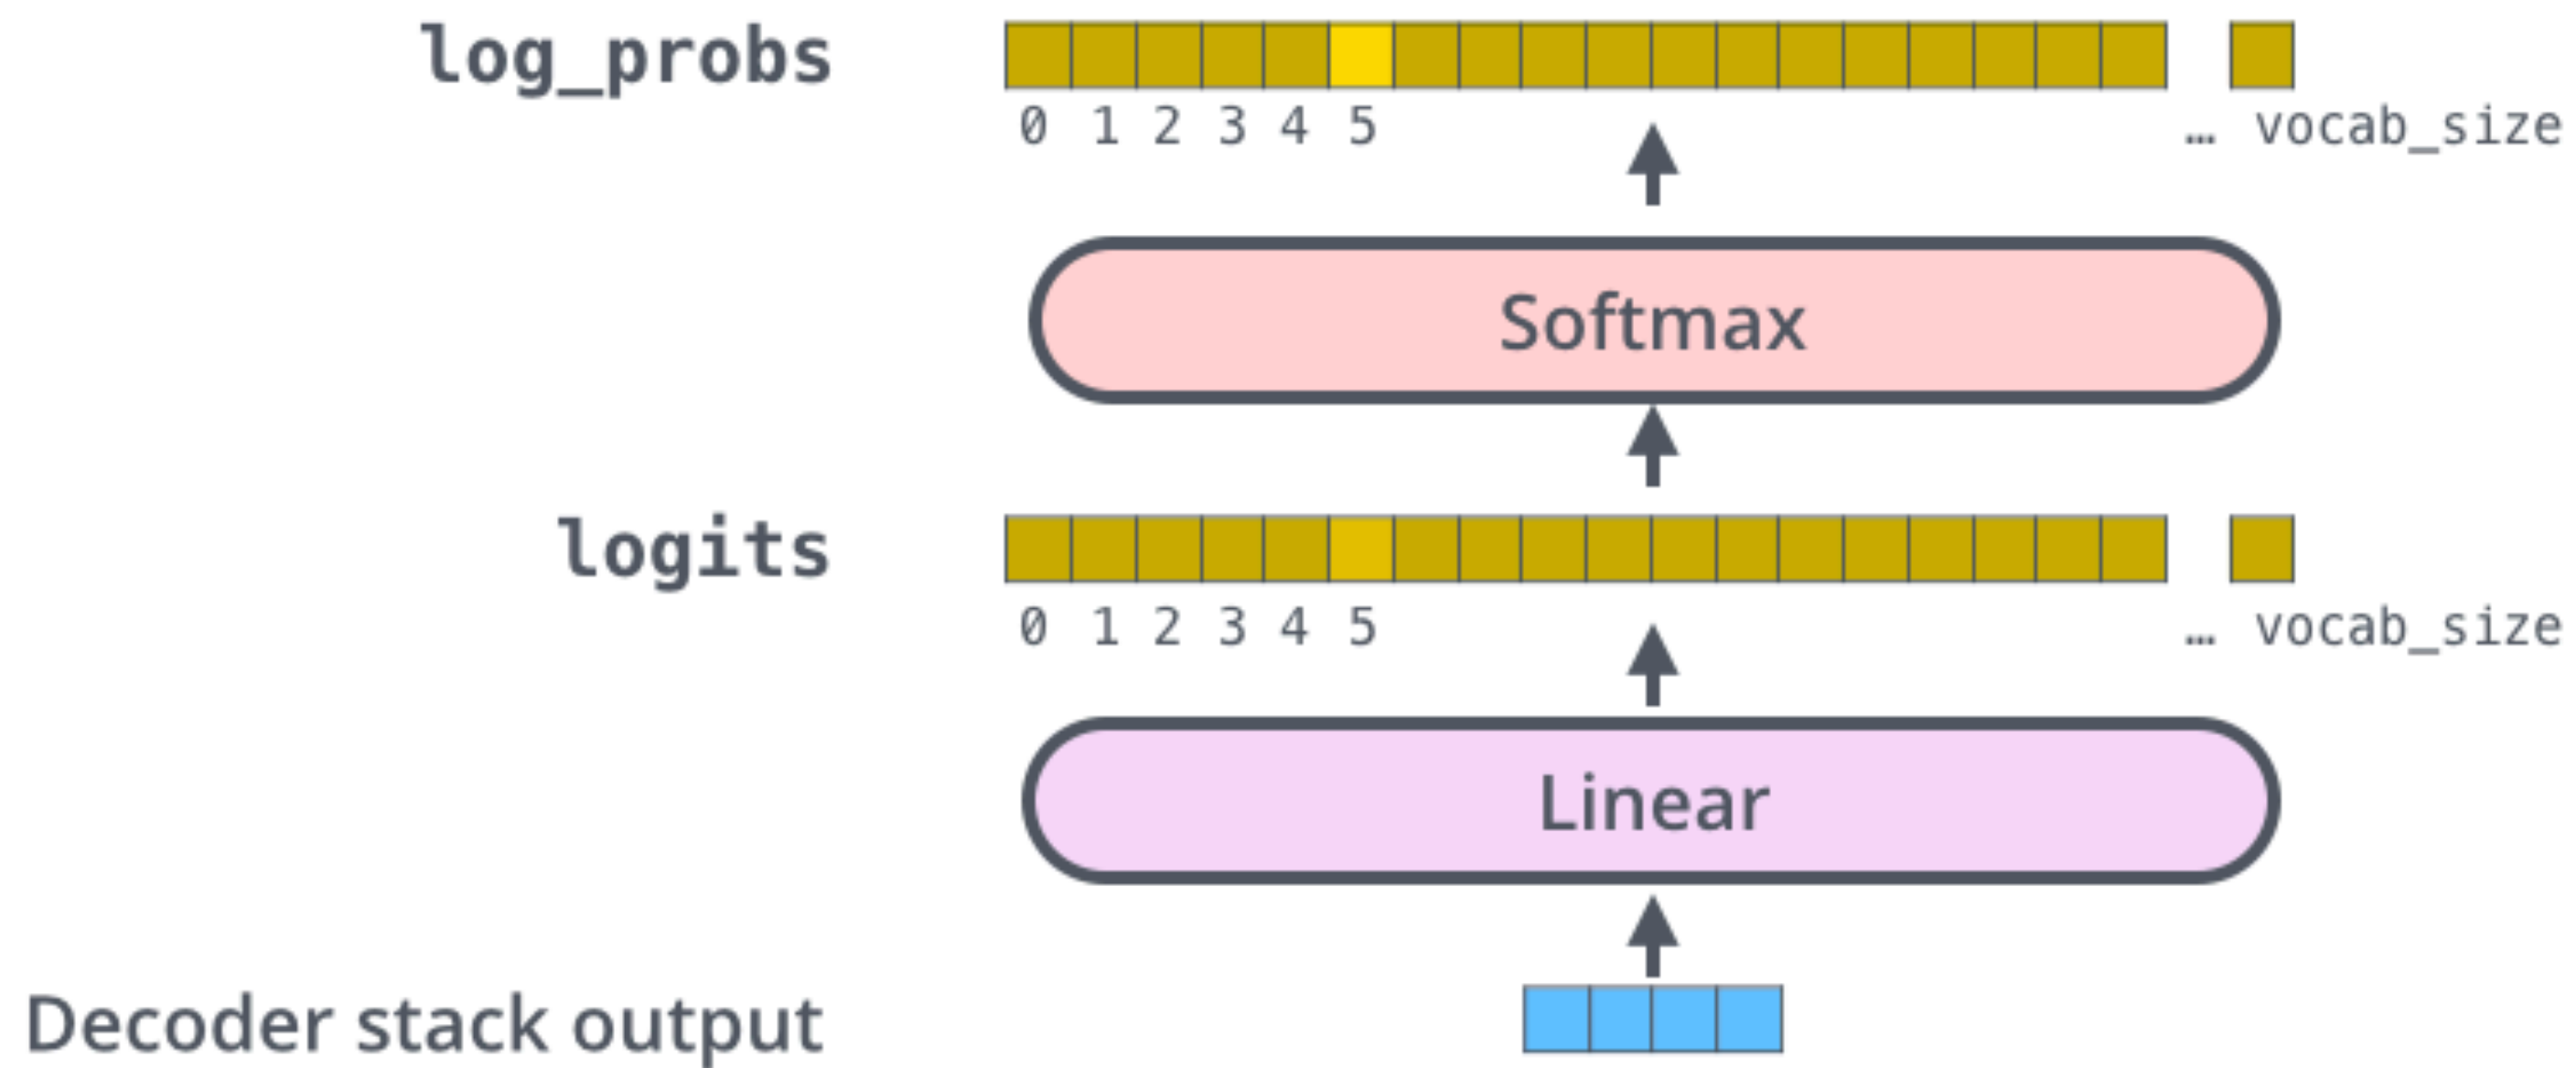 log_probs
0 1 2 3 4 5 … vocab_size
Softmax
logits
0 1 2 3 4 5 … vocab_size
Linear
Decoder stack output